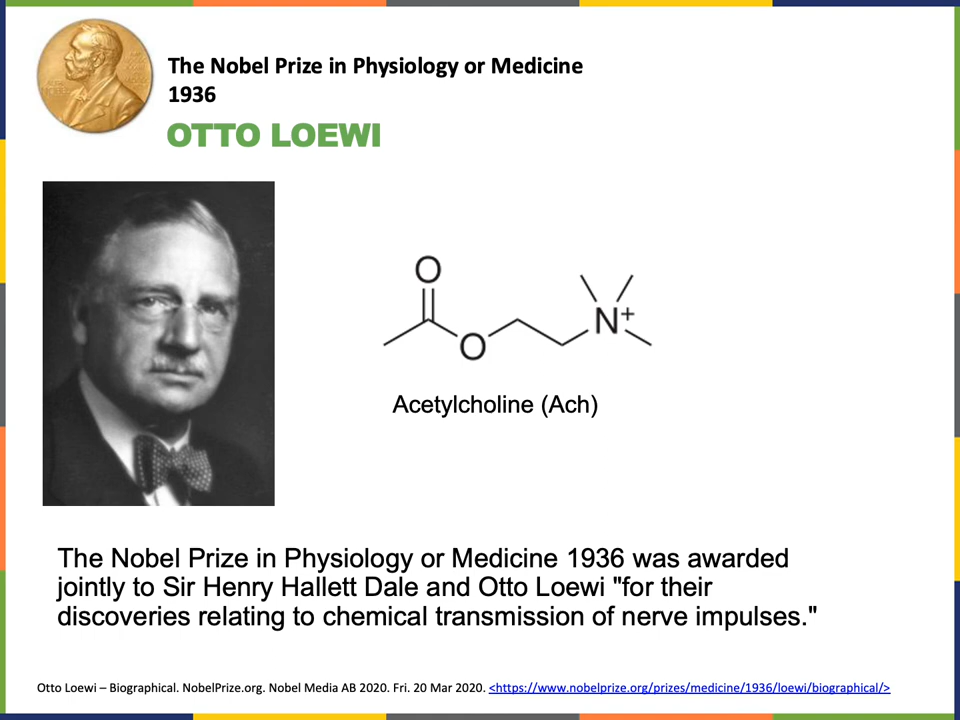 The Nobel Prize in Physiology or Medicine
1936
OTTO LOEWI
O
O
N+
Acetylcholine (Ach)
The Nobel Prize in Physiology or Medicine 1936 was awarded
jointly to Sir Henry Hallett Dale and Otto Loewi "for their
discoveries relating to chemical transmission of nerve impulses."
Otto Loewi – Biographical. NobelPrize.org. Nobel Media AB 2020. Fri. 20 Mar 2020. <https://www.nobelprize.org/prizes/medicine/1936/loewi/biographical/>